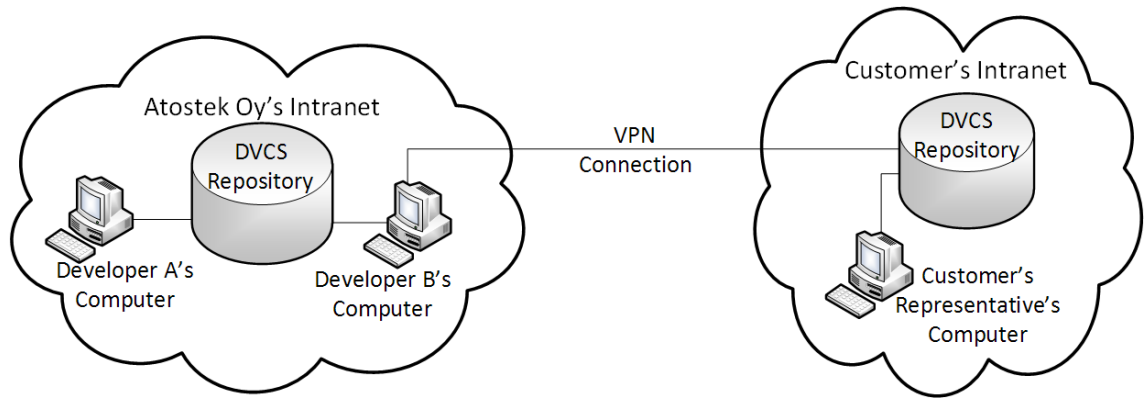 Atostek Oy's Intranet
DVCS
Repository
Developer A's
Computer
Developer B's
Computer
VPN
Connection
Customer's Intranet
DVCS
Repository
Customer's
Representative's
Computer